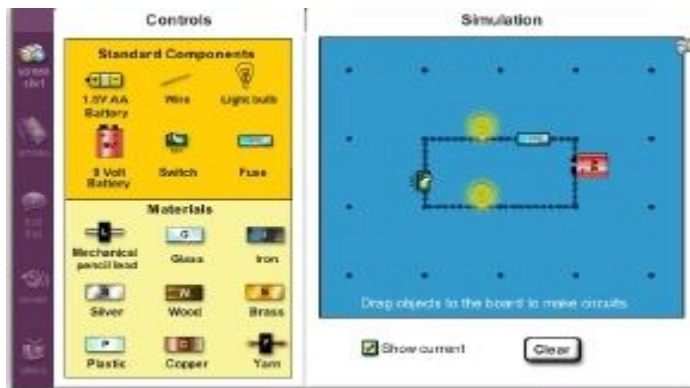 Controls
Simulation
Standard Components
1.5V AA
Battery
Wire
Light bulb
9 Volt
Battery
Switch
Fuse
Materials
Mechanical
pencil lead
Glass
Iron
Silver
Wood
Brass
Plastic
Copper
Yarn
Drag objects to the board to make circuits.
Show current
Clear